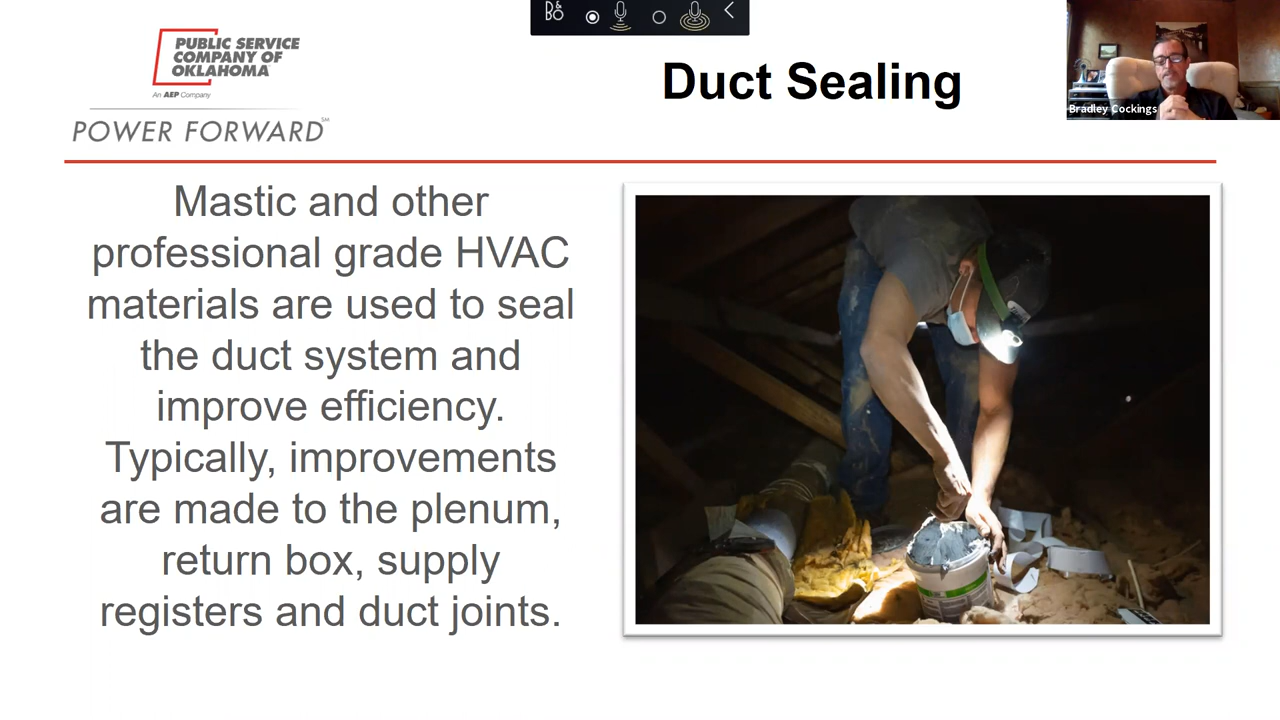 PUBLIC SERVICE
COMPANY OF
OKLAHOMA
An AEP Company
POWER FORWARD℠
B&O
Duct Sealing
Bradley Cockings
Mastic and other
professional grade HVAC
materials are used to seal
the duct system and
improve efficiency.
Typically, improvements
are made to the plenum,
return box, supply
registers and duct joints.